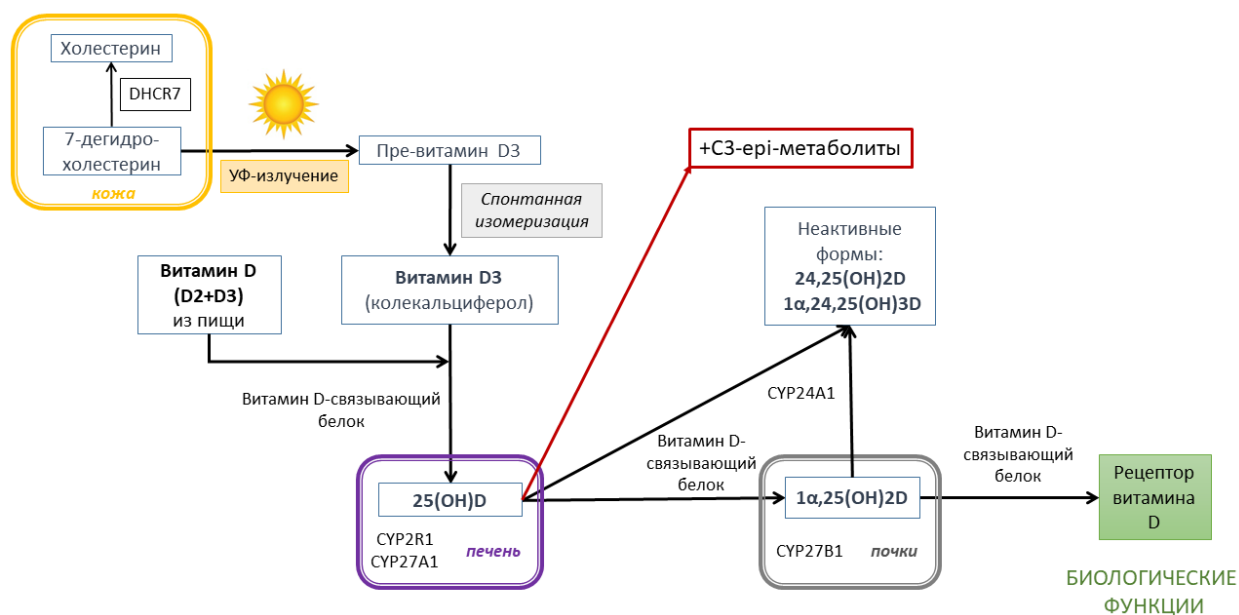 Холестерин
DHCR7
7-дегидро-
холестерин
кожа
УФ-излучение
Пре-витамин D3
+C3-epi-метаболиты
Спонтанная
изомеризация
Витамин D
(D2+D3)
из пищи
Витамин D3
(колекальциферол)
Неактивные
формы:
24,25(OH)2D
1α,24,25(OH)3D
Витамин D-связывающий
белок
CYP24A1
Витамин D-
связывающий
белок
Витамин D-
связывающий
белок
25(OH)D
CYP2R1
CYP27A1
печень
1α,25(OH)2D
CYP27B1
почки
Рецептор
витамина
D
БИОЛОГИЧЕСКИЕ
ФУНКЦИИ